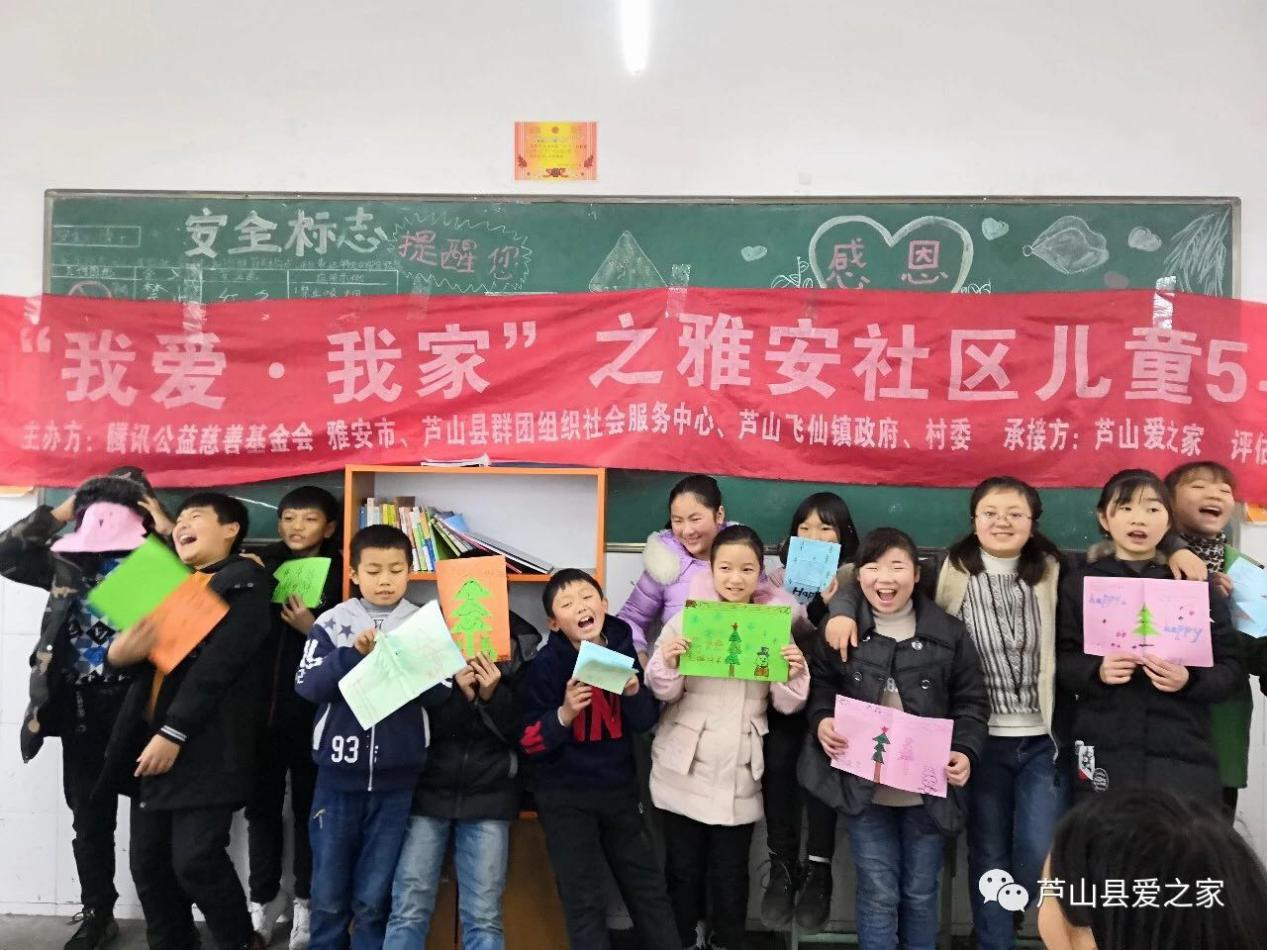 安全标志
提醒您
感恩
“我爱·我家”之雅安社区儿童5.
主办方：腾讯公益慈善基金会 雅安市、芦山县群团组织社会服务中心、芦山飞仙镇政府、村委 承接方：芦山爱之家 评估
Happy
happy
happy
93
芦山县爱之家